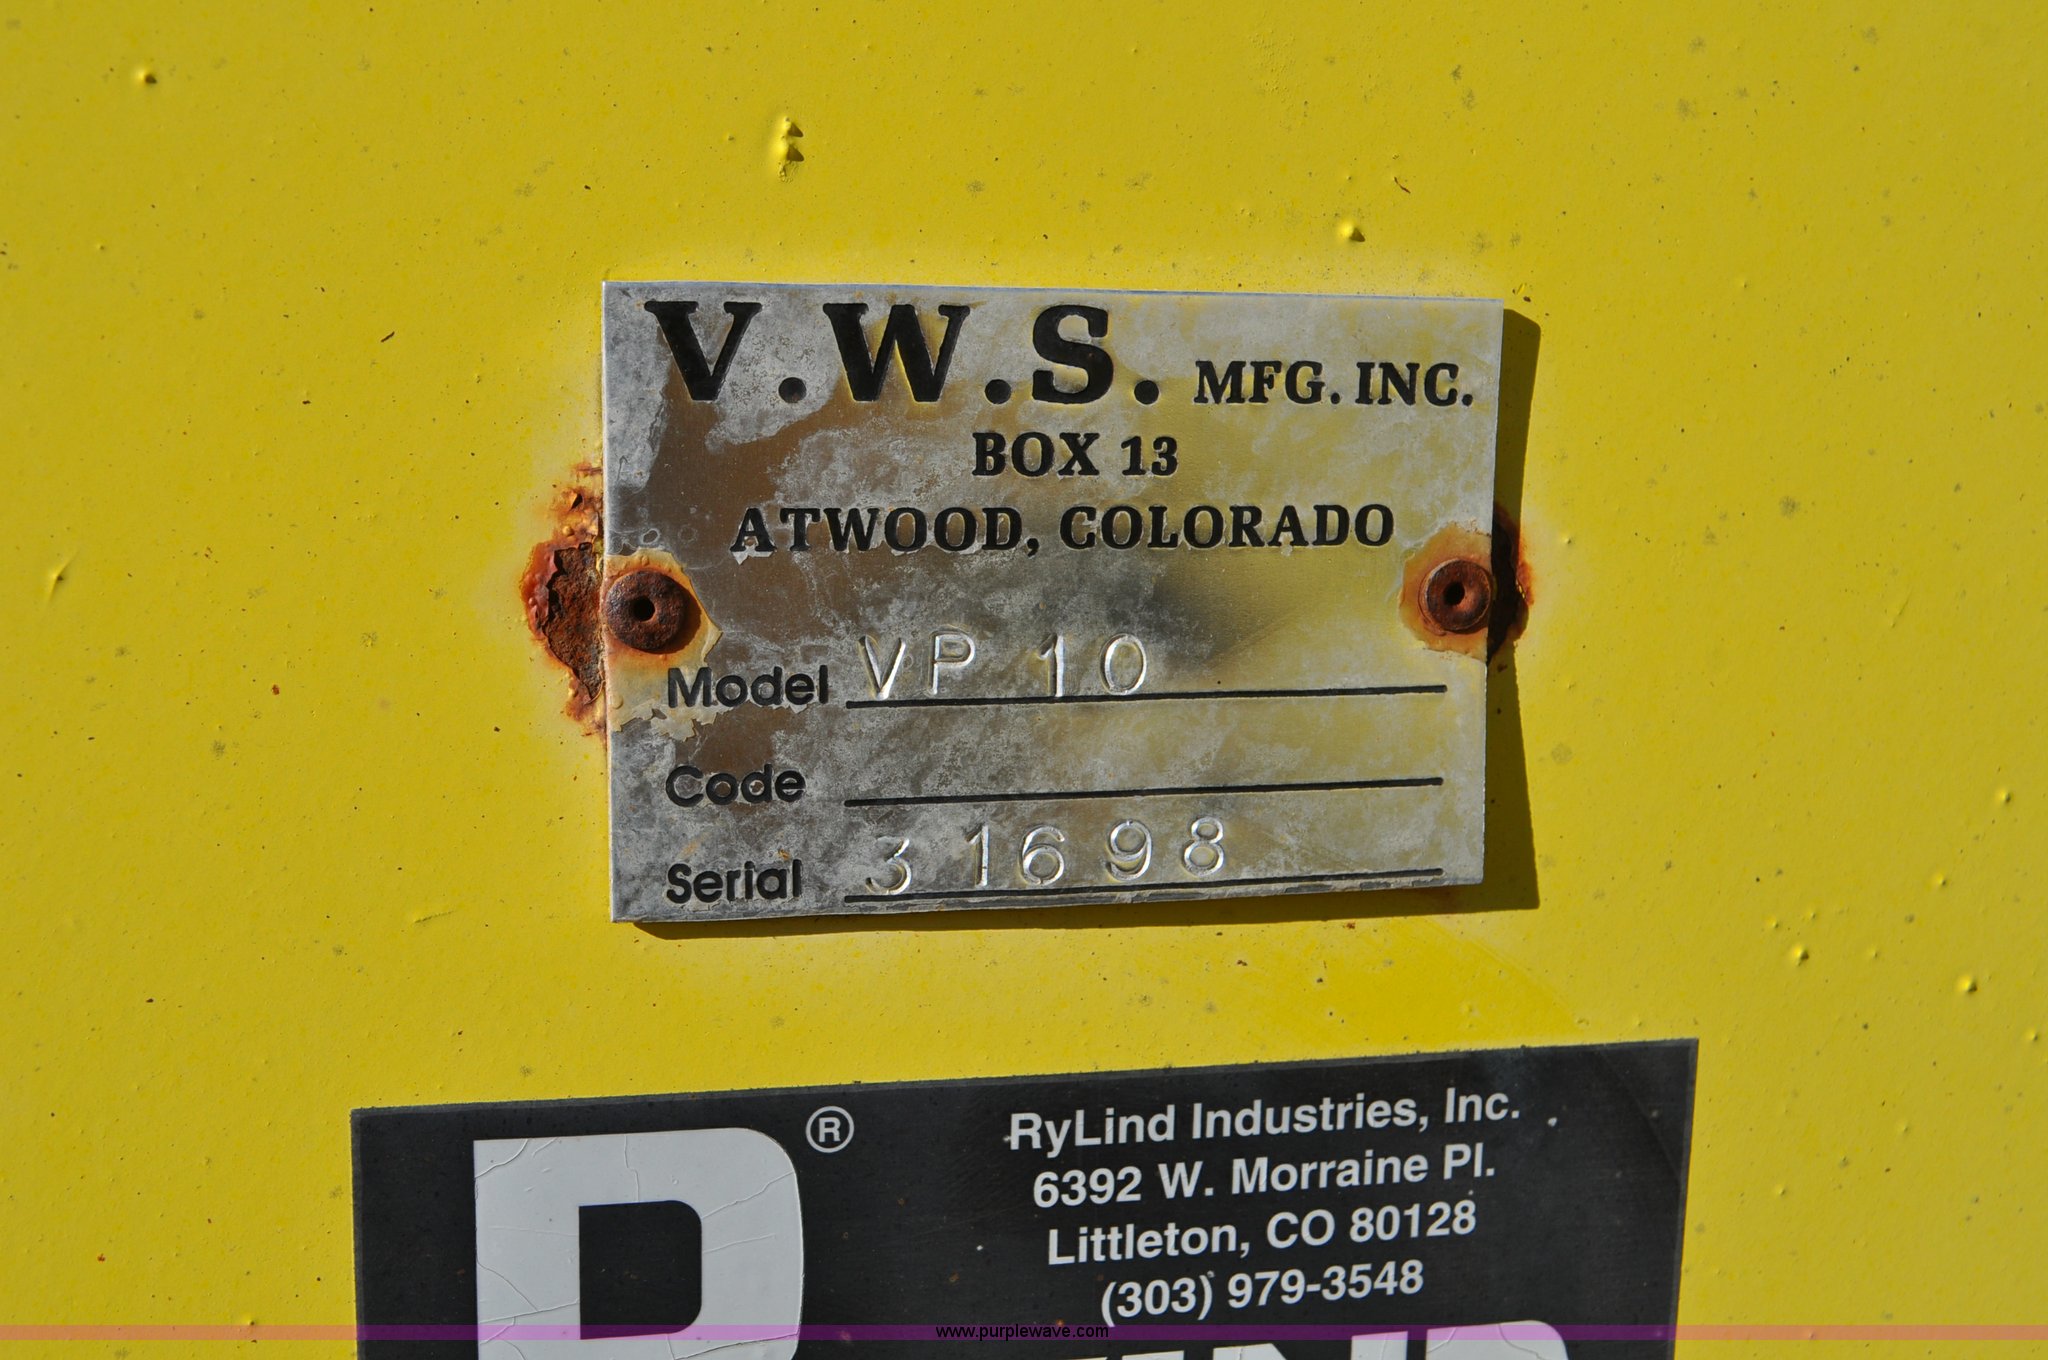 V.W.S. MFG. INC.
BOX 13
ATWOOD, COLORADO
Model VP 10
Code
Serial 31698
®
RyLind Industries, Inc.
6392 W. Morraine Pl.
Littleton, CO 80128
(303) 979-3548
www.purplewave.com